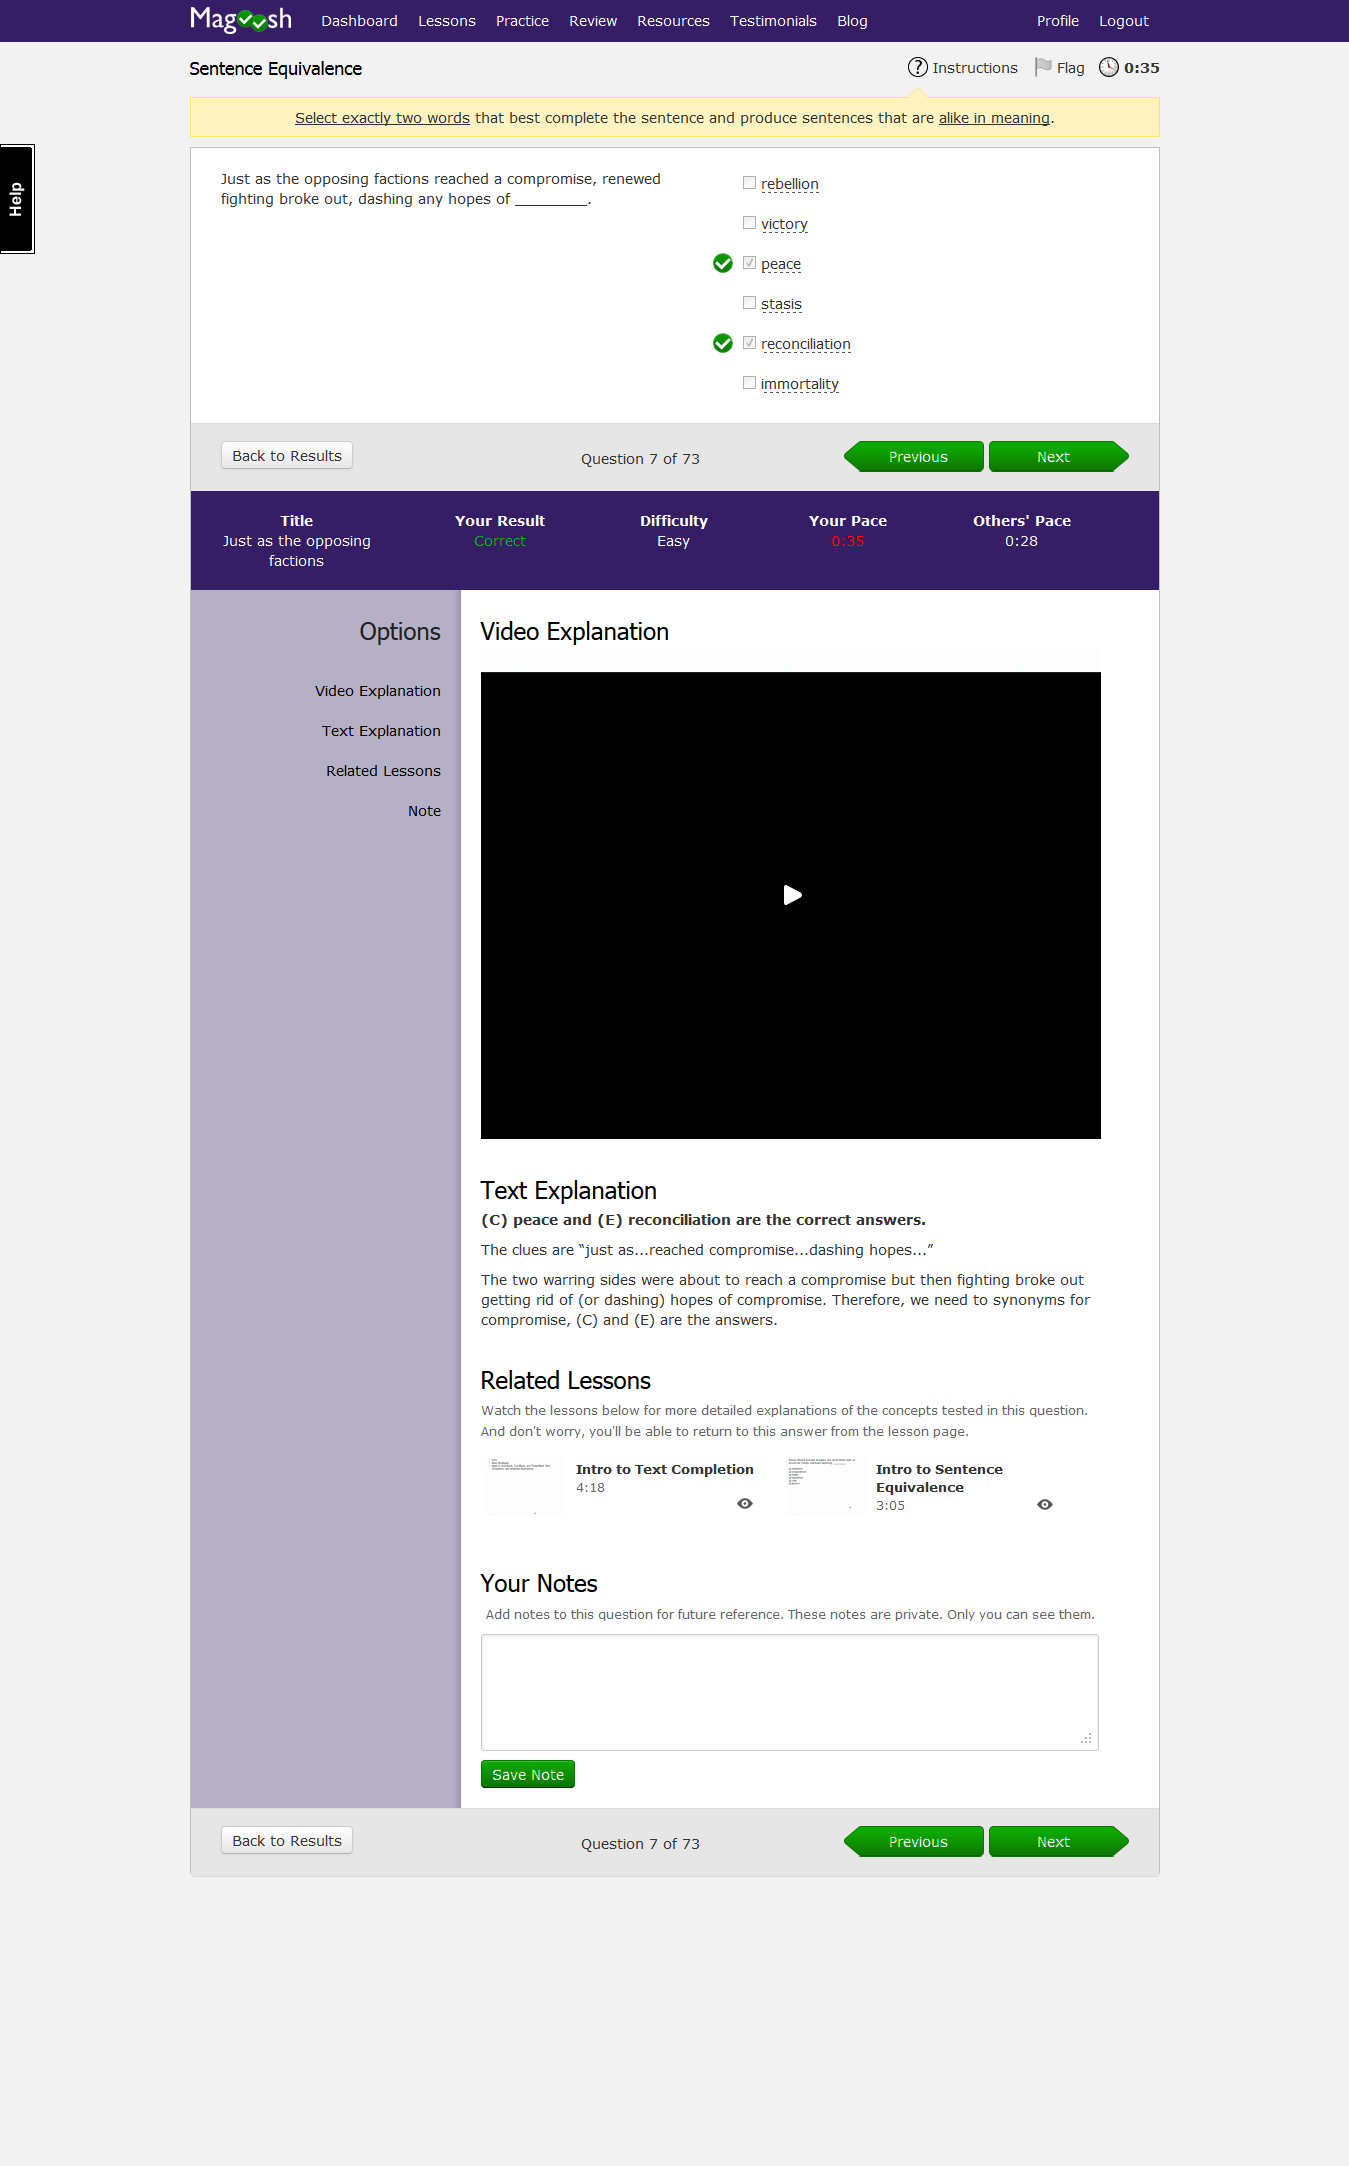 Magoosh Dashboard Lessons Practice Review Resources Testimonials Blog Profile Logout
Sentence Equivalence
? Instructions Flag 0:35
Select exactly two words that best complete the sentence and produce sentences that are alike in meaning.
Help
Just as the opposing factions reached a compromise, renewed
fighting broke out, dashing any hopes of ________.
rebellion
victory
peace
stasis
reconciliation
immortality
Back to Results Question 7 of 73 Previous Next
Title Your Result Difficulty Your Pace Others' Pace
Just as the opposing Correct Easy 0:35 0:28
factions
Options
Video Explanation
Text Explanation
Related Lessons
Note
Video Explanation
Text Explanation
(C) peace and (E) reconciliation are the correct answers.
The clues are “just as...reached compromise...dashing hopes...”
The two warring sides were about to reach a compromise but then fighting broke out
getting rid of (or dashing) hopes of compromise. Therefore, we need to synonyms for
compromise, (C) and (E) are the answers.
Related Lessons
Watch the lessons below for more detailed explanations of the concepts tested in this question.
And don't worry, you'll be able to return to this answer from the lesson page.
Intro to Text Completion
4:18
Intro to Sentence
Equivalence
3:05
Your Notes
Add notes to this question for future reference. These notes are private. Only you can see them.
Save Note
Back to Results Question 7 of 73 Previous Next